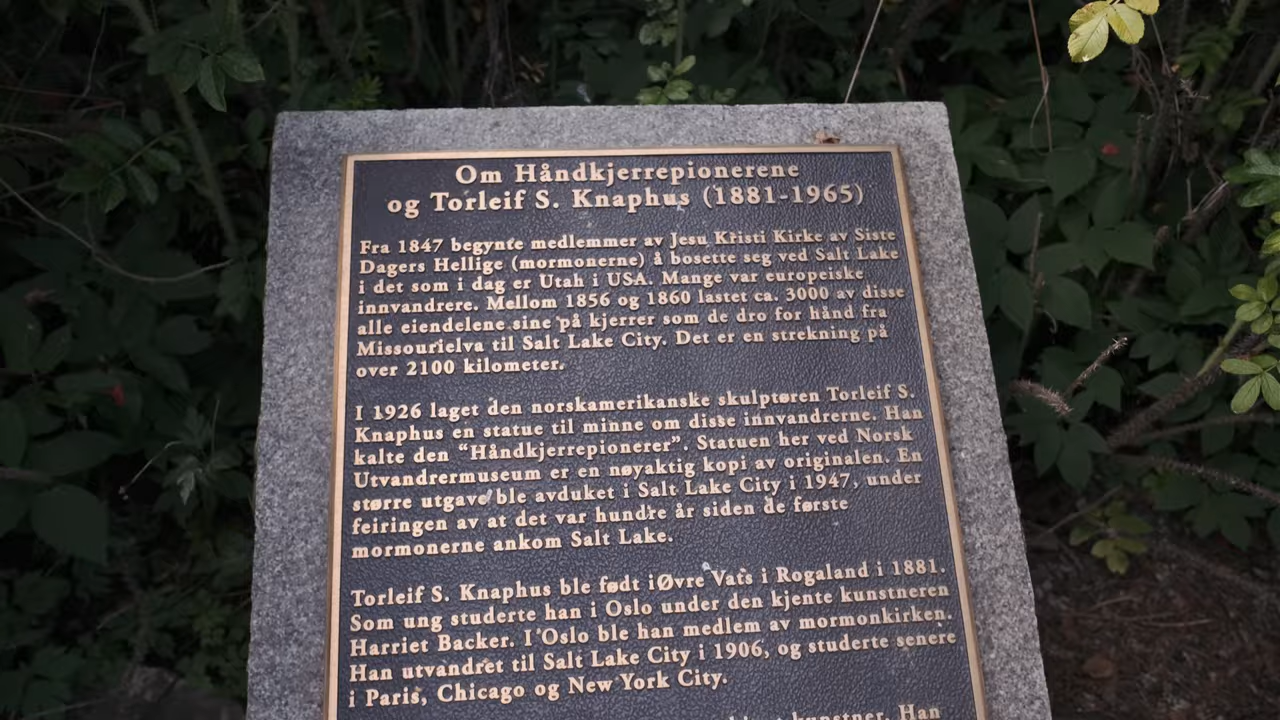 Om Håndkjerrepionerene
og Torleif S. Knaphus (1881-1965)
Fra 1847 begynte medlemmer av Jesu Kristi Kirke av Siste
Dagers Hellige (mormonerne) å bosette seg ved Salt Lake
i det som i dag er Utah i USA. Mange var europeiske
innvandrere. Mellom 1856 og 1860 lastet ca. 3000 av disse
alle eiendelene sine på kjerrer som de dro for hånd fra
Missourielva til Salt Lake City. Det er en strekning på
over 2100 kilometer.
I 1926 laget den norskamerikanske skulptøren Torleif S.
Knaphus en statue til minne om disse innvandrerne. Han
kalte den “Håndkjerrepionerer”. Statuen her ved Norsk
Utvandrermuseum er en nøyaktig kopi av originalen. En
større utgave ble avduket i Salt Lake City i 1947, under
feiringen av at det var hundre år siden de første
mormonerne ankom Salt Lake.
Torleif S. Knaphus ble født i Øvre Vats i Rogaland i 1881.
Som ung studerte han i Oslo under den kjente kunstneren
Harriet Backer. I Oslo ble han medlem av mormonkirken.
Han utvandret til Salt Lake City i 1906, og studerte senere
i Paris, Chicago og New York City.
kunstner. Han